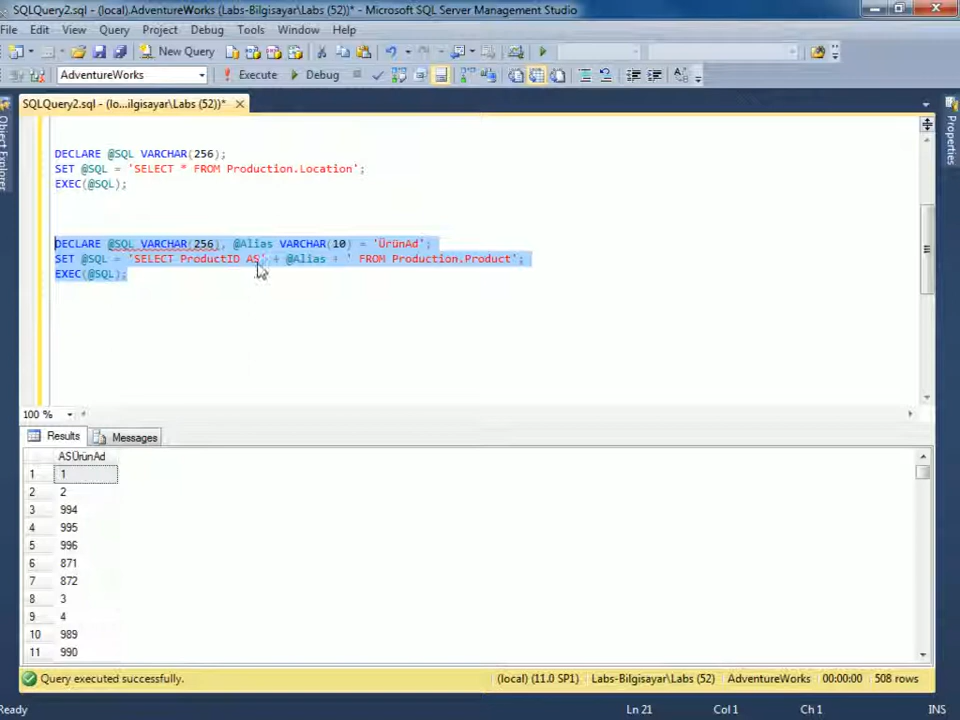 SQLQuery2.sql - (local).AdventureWorks (Labs-Bilgisayar\Labs (52))* - Microsoft SQL Server Management Studio
File Edit View Query Project Debug Tools Window Help
New Query
AdventureWorks Execute Debug
SQLQuery2.sql - (lo...ilgisayar\Labs (52))*
Object Explorer
Properties
DECLARE @SQL VARCHAR(256);
SET @SQL = 'SELECT * FROM Production.Location';
EXEC(@SQL);
DECLARE @SQL VARCHAR(256), @Alias VARCHAR(10) = 'ÜrünAd';
SET @SQL = 'SELECT ProductID AS' + @Alias + ' FROM Production.Product';
EXEC(@SQL);
100 %
Results Messages
ASÜrünAd
1 1
2 2
3 994
4 995
5 996
6 871
7 872
8 3
9 4
10 989
11 990
Query executed successfully. (local) (11.0 SP1) Labs-Bilgisayar\Labs (52) AdventureWorks 00:00:00 508 rows
Ready Ln 21 Col 1 Ch 1 INS